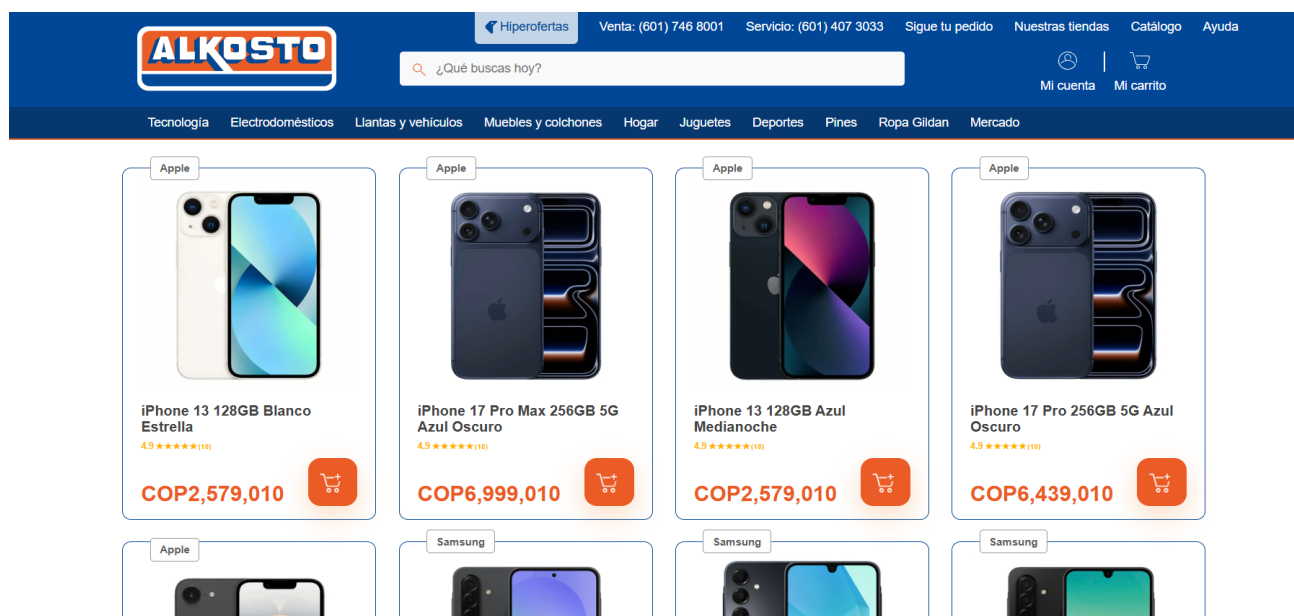 Hiperofertas Venta: (601) 746 8001 Servicio: (601) 407 3033 Sigue tu pedido Nuestras tiendas Catálogo Ayuda
ALKOSTO
¿Qué buscas hoy?
Mi cuenta Mi carrito
Tecnología Electrodomésticos Llantas y vehículos Muebles y colchones Hogar Juguetes Deportes Pines Ropa Gildan Mercado
Apple
iPhone 13 128GB Blanco
Estrella
4.9 ★★★★★(18)
COP2,579,010
Apple
iPhone 17 Pro Max 256GB 5G
Azul Oscuro
4.9 ★★★★★(18)
COP6,999,010
Apple
iPhone 13 128GB Azul
Medianoche
4.9 ★★★★★(18)
COP2,579,010
Apple
iPhone 17 Pro 256GB 5G Azul
Oscuro
4.9 ★★★★★(18)
COP6,439,010
Apple
Samsung
Samsung
Samsung